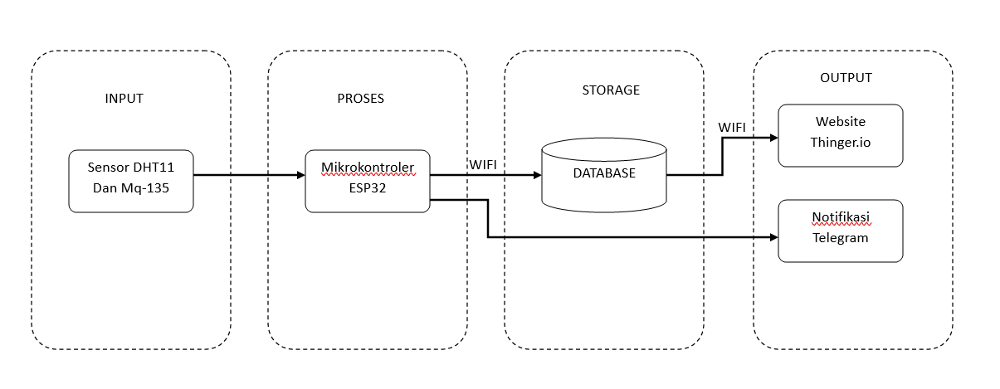 INPUT
Sensor DHT11
Dan Mq-135
PROSES
Mikrokontroler
ESP32
WIFI
STORAGE
DATABASE
WIFI
OUTPUT
Website
Thinger.io
Notifikasi
Telegram